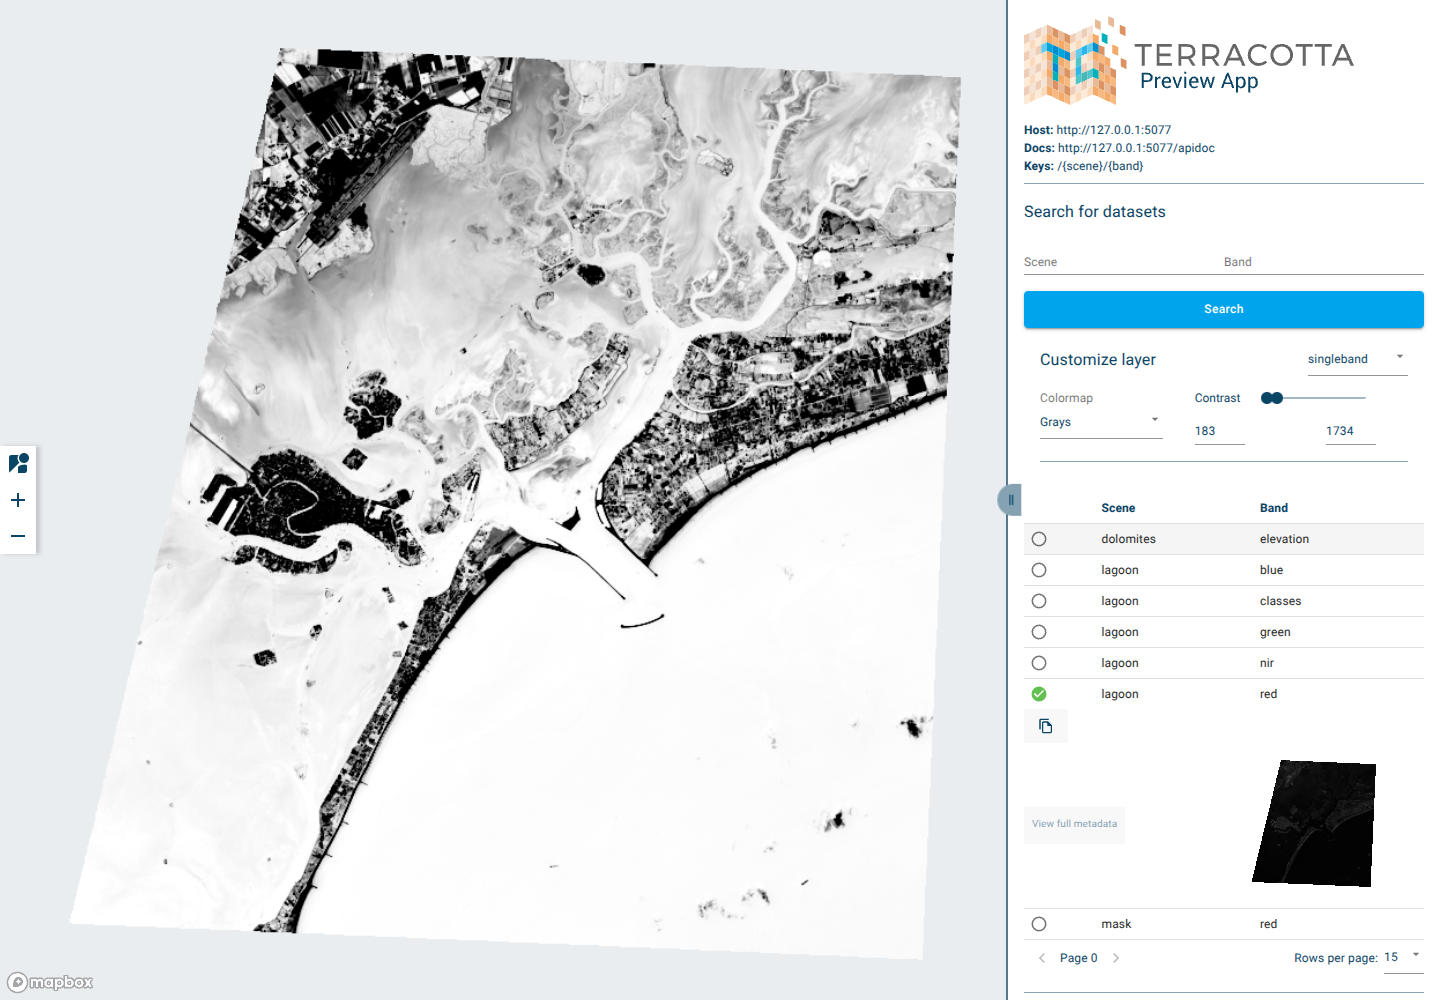 TERRACOTTA
Preview App
Host: http://127.0.0.1:5077
Docs: http://127.0.0.1:5077/apidoc
Keys: /{scene}/{band}
Search for datasets
Scene Band
Search
Customize layer singleband
Colormap Contrast
Grays 183 1734
Scene Band
dolomites elevation
lagoon blue
lagoon classes
lagoon green
lagoon nir
lagoon red
View full metadata
mask red
Page 0 Rows per page: 15
mapbox